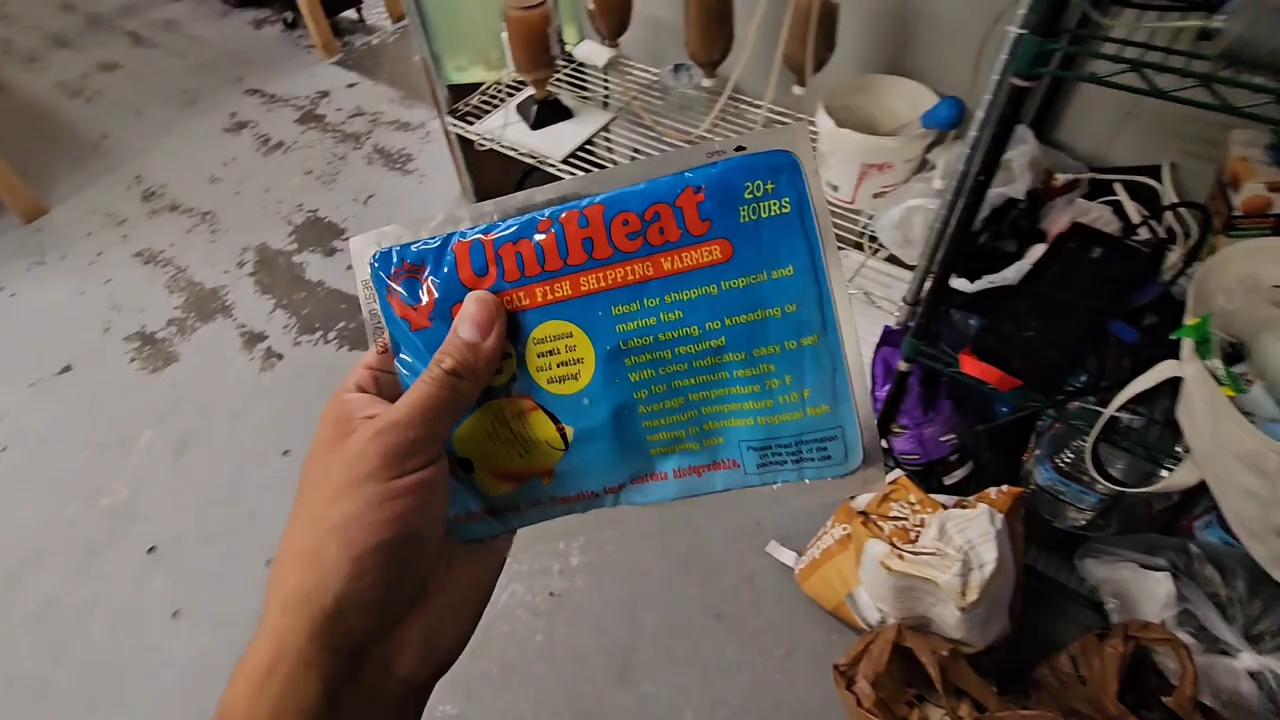 OPEN
20+
HOURS
UniHeat
CAL FISH SHIPPING WARMER
Continuous
warmth for
cold weather
shipping!
Ideal for shipping tropical and
marine fish
Labor saving, no kneading or
shaking required
With color indicator, easy to set
up for maximum results
Average temperature 70° F
maximum temperature 110° F
setting in standard tropical fish
shipping box
Please read information
on the back of the
package before use
contents biodegradable.
BEST